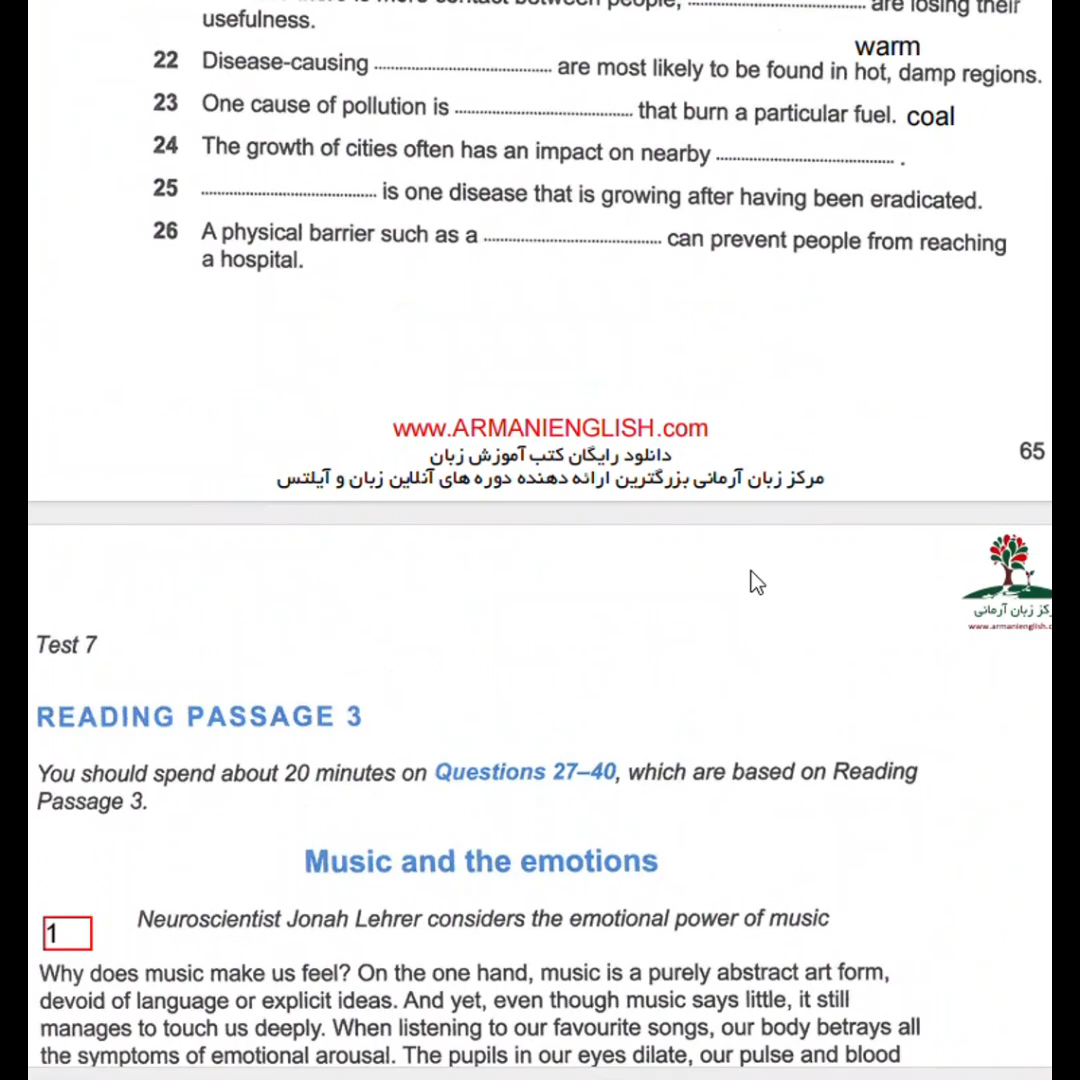 are losing their
usefulness.
warm
22 Disease-causing ........................................ are most likely to be found in hot, damp regions.
23 One cause of pollution is ........................................ that burn a particular fuel. coal
24 The growth of cities often has an impact on nearby ........................................ .
25 ........................................ is one disease that is growing after having been eradicated.
26 A physical barrier such as a ........................................ can prevent people from reaching
a hospital.
www.ARMANIENGLISH.com
دانلود رایگان کتب آموزش زبان
65
مرکز زبان آرمانی بزرگترین ارائه دهنده دوره های آنلاین زبان و آیلتس
زبان آرمانی
www.armanienglish.c
Test 7
READING PASSAGE 3
You should spend about 20 minutes on Questions 27–40, which are based on Reading
Passage 3.
Music and the emotions
1
Neuroscientist Jonah Lehrer considers the emotional power of music
Why does music make us feel? On the one hand, music is a purely abstract art form,
devoid of language or explicit ideas. And yet, even though music says little, it still
manages to touch us deeply. When listening to our favourite songs, our body betrays all
the symptoms of emotional arousal. The pupils in our eyes dilate, our pulse and blood